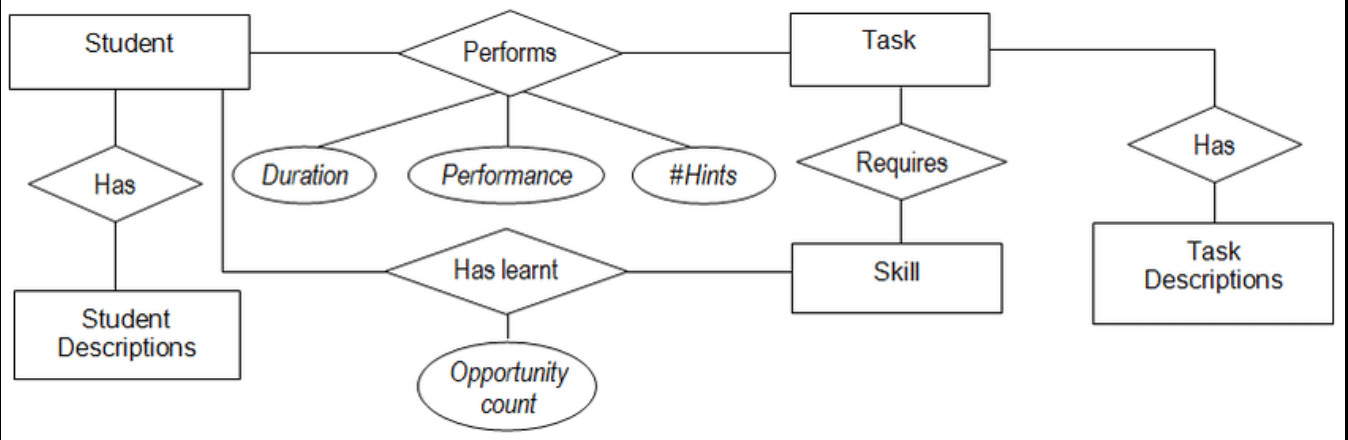 Student
Performs
Task
Has
Duration
Performance
#Hints
Requires
Has
Has learnt
Skill
Task
Descriptions
Student
Descriptions
Opportunity
count